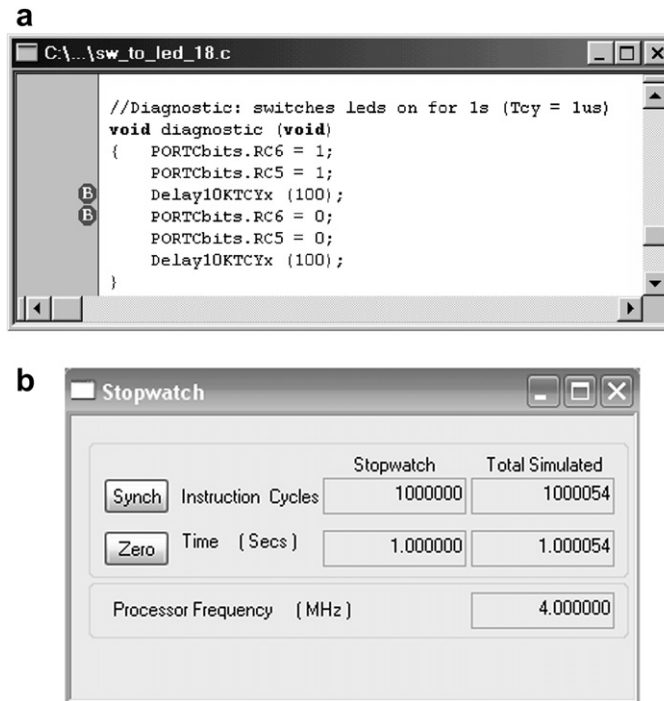 a
C:\...\sw_to_led_18.c
//Diagnostic: switches leds on for 1s (Tcy = 1us)
void diagnostic (void)
{ PORTCbits.RC6 = 1;
PORTCbits.RC5 = 1;
B Delay10KTCYx (100);
B PORTCbits.RC6 = 0;
PORTCbits.RC5 = 0;
Delay10KTCYx (100);
}
b
Stopwatch
Stopwatch Total Simulated
Synch Instruction Cycles 1000000 1000054
Zero Time (Secs) 1.000000 1.000054
Processor Frequency (MHz) 4.000000